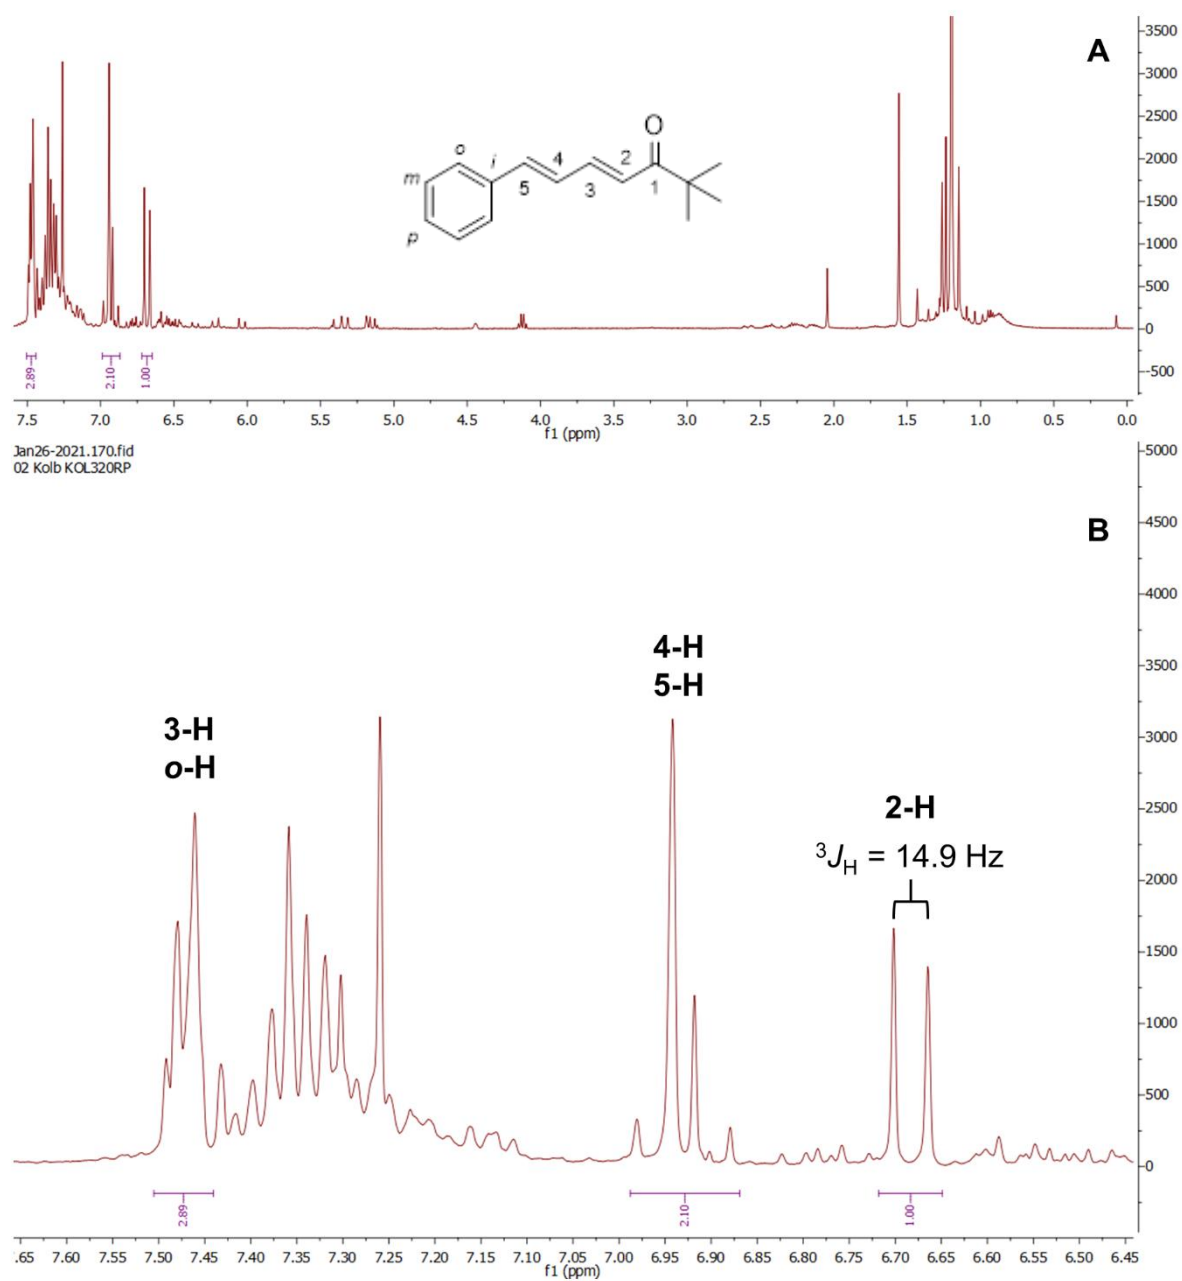 A
3500
3000
2500
2000
1500
1000
500
0
-500
O
o
m
p
i
5
4
3
2
1
2.89
2.10
1.00
7.5 7.0 6.5 6.0 5.5 5.0 4.5 4.0 3.5 3.0 2.5 2.0 1.5 1.0 0.5 0.0
f1 (ppm)
Jan26-2021.170.fid
02 Kolb KOL320RP
B
5000
4500
4000
3500
3000
2500
2000
1500
1000
500
0
4-H
5-H
3-H
o-H
2-H
³J_H = 14.9 Hz
2.89
2.10
1.00
.65 7.60 7.55 7.50 7.45 7.40 7.35 7.30 7.25 7.20 7.15 7.10 7.05 7.00 6.95 6.90 6.85 6.80 6.75 6.70 6.65 6.60 6.55 6.50 6.45
f1 (ppm)